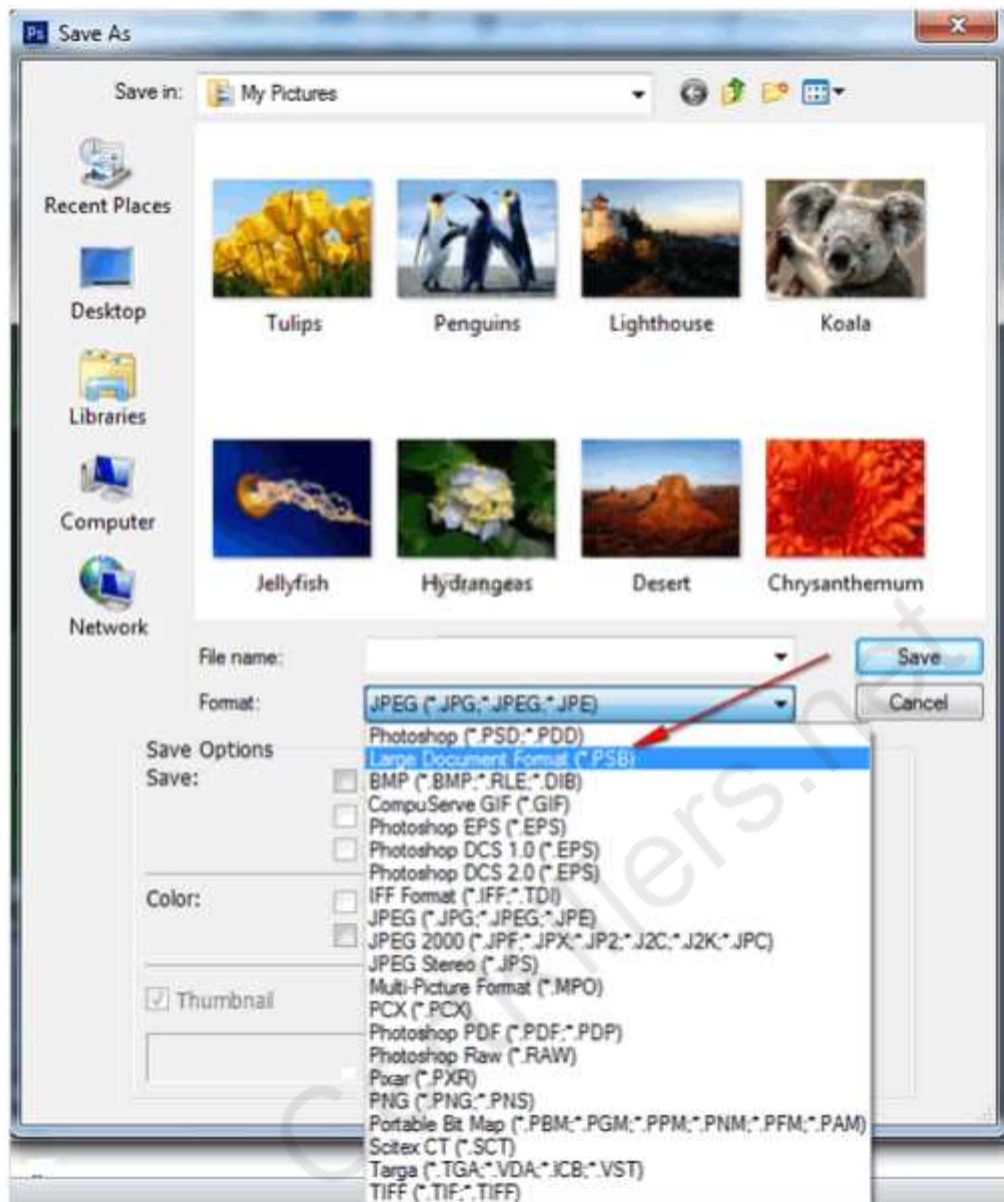 Ps Save As
Save in: My Pictures
Recent Places
Desktop
Libraries
Computer
Network
Tulips Penguins Lighthouse Koala
Jellyfish Hydrangeas Desert Chrysanthemum
File name: Save
Format: JPEG (*.JPG;*.JPEG;*.JPE) Cancel
Photoshop (*.PSD;*.PDD)
Save Options Large Document Format (*.PSB)
Save: BMP (*.BMP;*.RLE;*.DIB)
CompuServe GIF (*.GIF)
Photoshop EPS (*.EPS)
Photoshop DCS 1.0 (*.EPS)
Photoshop DCS 2.0 (*.EPS)
Color: IFF Format (*.IFF;*.TDI)
JPEG (*.JPG;*.JPEG;*.JPE)
JPEG 2000 (*.JPF;*.JPX;*.JP2;*.J2C;*.J2K;*.JPC)
JPEG Stereo (*.JPS)
Multi-Picture Format (*.MPO)
Thumbnail PCX (*.PCX)
Photoshop PDF (*.PDF;*.PDP)
Photoshop Raw (*.RAW)
Pixar (*.PXR)
PNG (*.PNG;*.PNS)
Portable Bit Map (*.PBM;*.PGM;*.PPM;*.PNM;*.PFM;*.PAM)
Scitex CT (*.SCT)
Targa (*.TGA;*.VDA;*.ICB;*.VST)
TIFF (*.TIF;*.TIFF)